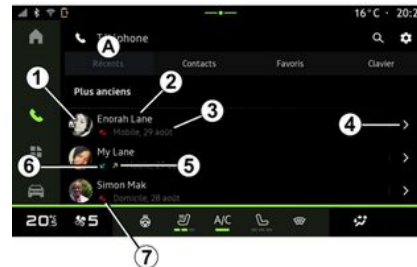 16°C · 20:2
Téléphone
A
Récents Contacts Favoris Clavier
Plus anciens
1 2 3 4
Enorah Lane
Mobile, 29 août
My Lane
6 5
Simon Mak
Domicile, 28 août
20°5 5 A/C
7